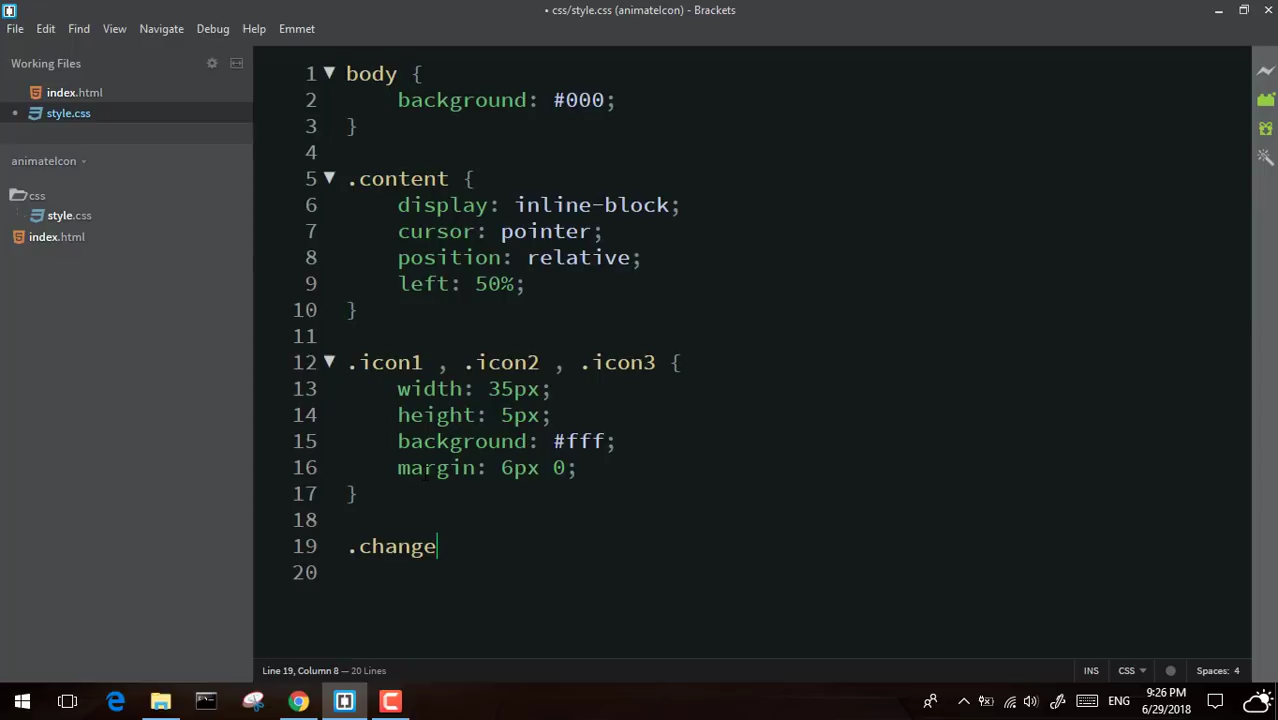 • css/style.css (animateIcon) - Brackets
File Edit Find View Navigate Debug Help Emmet
Working Files
index.html
• style.css
animateIcon
css
style.css
index.html
1 body {
2 background: #000;
3 }
4
5 .content {
6 display: inline-block;
7 cursor: pointer;
8 position: relative;
9 left: 50%;
10 }
11
12 .icon1 , .icon2 , .icon3 {
13 width: 35px;
14 height: 5px;
15 background: #fff;
16 margin: 6px 0;
17 }
18
19 .change
20
Line 19, Column 8 — 20 Lines
INS CSS Spaces: 4
ENG
9:26 PM
6/29/2018